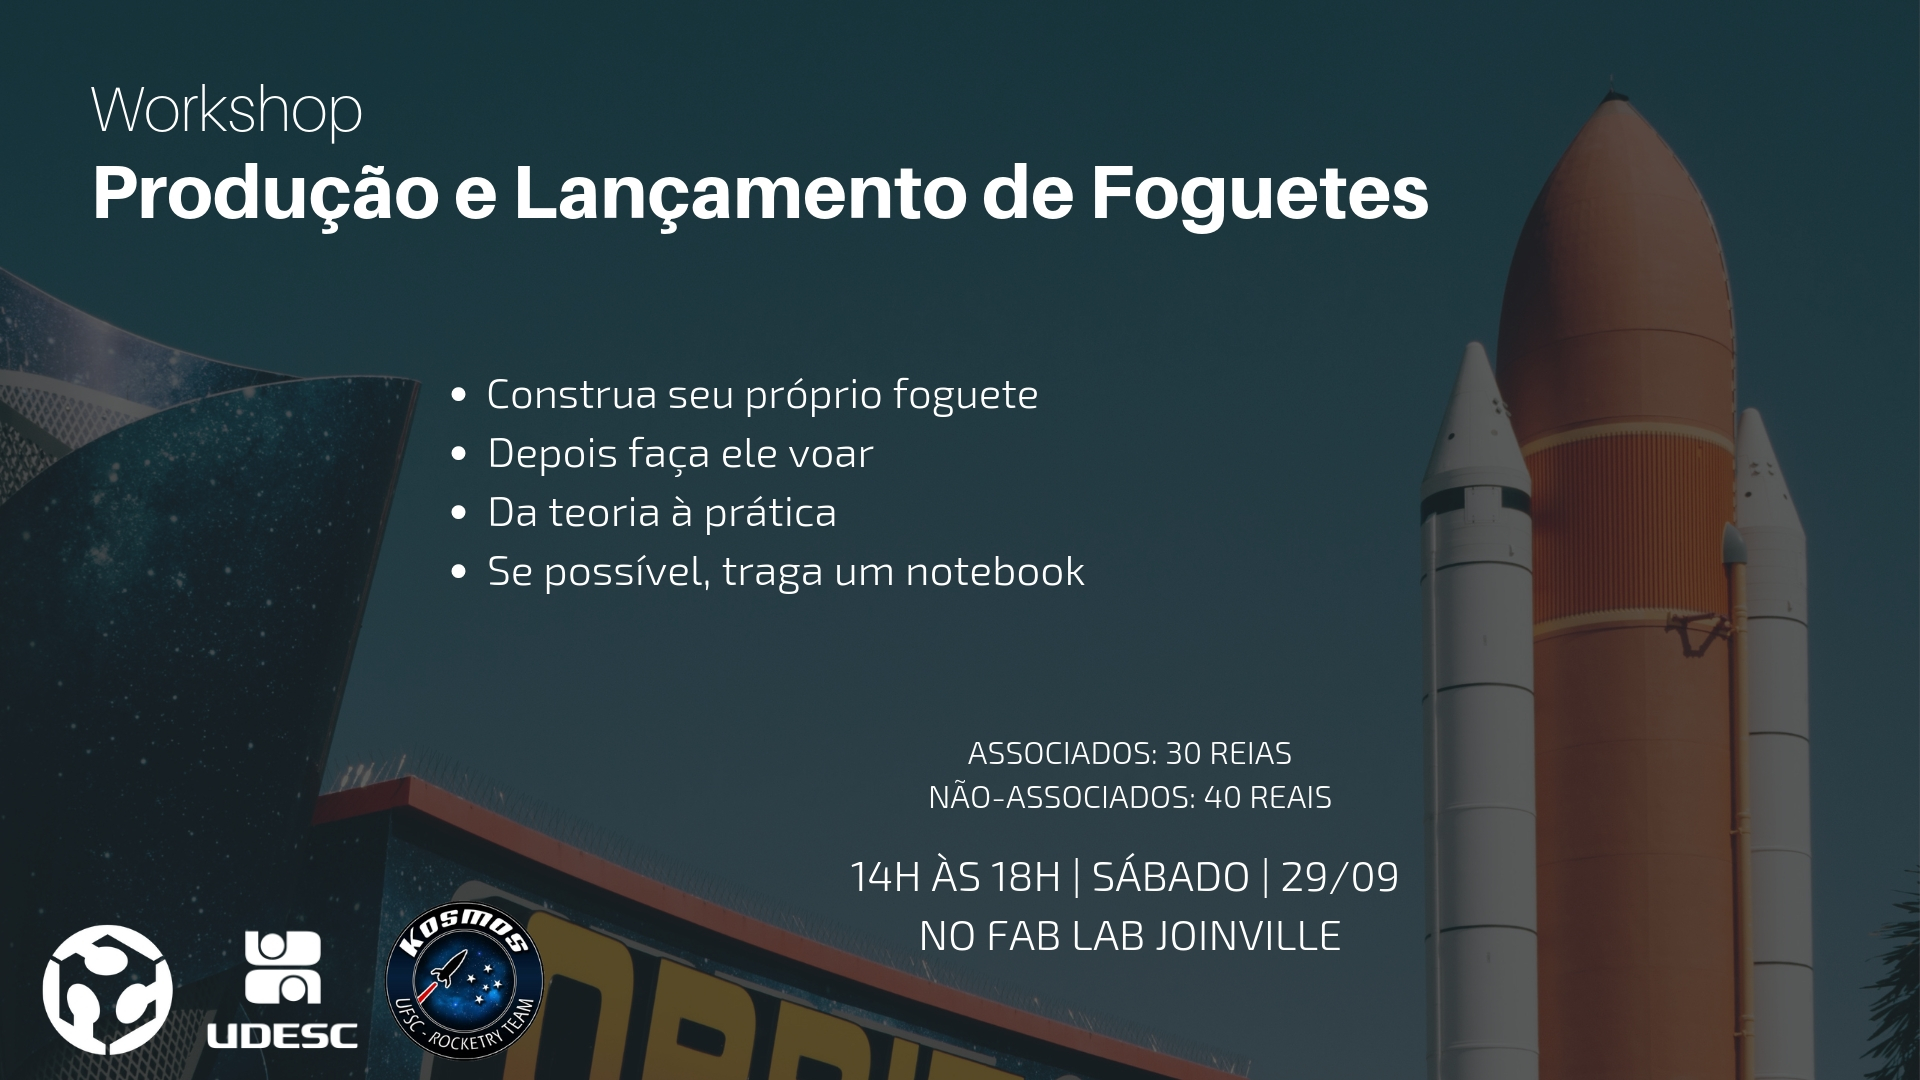 Workshop
Produção e Lançamento de Foguetes
• Construa seu próprio foguete
• Depois faça ele voar
• Da teoria à prática
• Se possível, traga um notebook
ASSOCIADOS: 30 REIAS
NÃO-ASSOCIADOS: 40 REAIS
14H ÀS 18H | SÁBADO | 29/09
NO FAB LAB JOINVILLE
UDESC
KOSMOS
UFSC - ROCKETRY TEAM